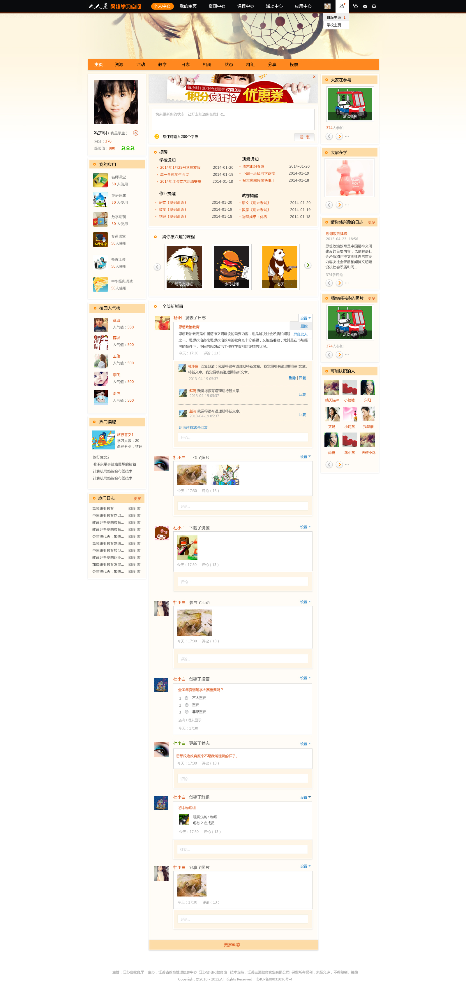 人人通 网络学习空间
个人中心 我的主页 资源中心 课程中心 活动中心 应用中心
班级主页 1
学校主页
主页 资源 活动 教学 日志 相册 状态 群组 分享 投票
冯志明（我是学生） 改
积分：370
经验值：880
我的应用
名师课堂
50 人使用
英语速成
50 人使用
数字期刊
50 人使用
专递课堂
50人使用
书香江苏
50人使用
中华经典诵读
50人使用
校园人气榜
赵四
人气值：500
薛城
人气值：500
王俊
人气值：500
李飞
人气值：500
奇虎
人气值：500
热门课程
旅行意义1
学习人数：20
课程分类：物理
旅行意义2
毛泽东军事战略思想的精髓
计算机网络综合布线技术
计算机网络综合布线技术
热门日志 更多
高等职业教育 阅读 (0)
中国职业教育向以... 阅读 (0)
教育经费要向教育... 阅读 (0)
教育经费要向教育... 阅读 (0)
荣兰祥代表：加快... 阅读 (0)
高等职业教育需增... 阅读 (0)
中国职业教育转型... 阅读 (0)
教育经费要向职业... 阅读 (0)
加快职业教育发展... 阅读 (0)
荣兰祥代表：加快... 阅读 (0)
每小时1000张优惠券 仅限3天
积分疯狂抢 优惠券
快来更新你的状态，让好友知道你在做什么。
您还可输入200个字符 发 表
提醒
学校通知
2014年1月25号学校放假 2014-01-20
高一全体学生会议 2014-01-19
2014年年会文艺活动安排 2014-01-18
班级通知
周末组织春游 2014-01-20
下周一班级同学返校 2014-01-19
祝大家寒假愉快哦！ 2014-01-18
作业提醒
语文《基础训练》 2014-01-20
数学《基础训练》 2014-01-19
物理《基础训练》 2014-01-18
试卷提醒
语文《期末考试》 2014-01-20
数学《期末考试》 2014-01-19
物理成绩：优秀 2014-01-18
猜你感兴趣的课程
司马光砸缸 小马过河 春天
全部新鲜事
杨阳 发表了日志 设置
删除
屏蔽此人
思想政治教育
思想政治教育是中国精神文明建设的首要内容，也是解决社会矛盾和问题
之一。思想政治高校思想政治教育论教育既十分重要，又相当难做，尤其是在市场经
济的条件下，中国的思想政治工作存在着相对疲软的状况...
今天：17:30 评论（13）
杜小白 回复赵清：我觉得很有道理期待新文章。我觉得很有道理期待新文章。
待新文章。我觉得很有道理期待新文章。
2013-04-19 05:37 删除 | 回复
赵清 我觉得很有道理期待新文章。
2013-04-19 05:37 回复
赵清 我觉得很有道理期待新文章。
2013-04-19 05:37 回复
后面还有10条回复
评论...
杜小白 上传了照片 设置
今天：17:30 评论（13）
评论...
杜小白 下载了资源 设置
今天：17:30 评论（13）
评论...
杜小白 参与了活动 设置
今天：17:30 评论（13）
评论...
杜小白 创建了投票 设置
全国年度钢笔字大赛重要吗？
1 不太重要
2 重要
3 非常重要
还有1项未显示
今天：17:30
杜小白 更新了状态 设置
思想政治教育原来不是我所理解的样子。
今天：17:30 评论（13）
评论...
杜小白 创建了群组 设置
初中物理组
所属分类：物理
现有 2 名成员
今天：17:30 评论（13）
评论...
杜小白 分享了照片 设置
今天：17:30 评论（13）
评论...
更多动态
大家在参与
活动名称
374人参加
大家在学
ENJOY
BODY!!
猜你感兴趣的日志 更多
思想政治建设
2013-04-23 18:56
思想政治教育是中国精神文明
建设的首要内容，也是解决社
会矛盾和问神文明建设的首要
内容决社会矛盾和问神文明建
设决社会矛盾和问...
374条评论
猜你感兴趣的照片 更多
活动名称
374人参加
可能认识的人
晴天猫咪 小糖糖 夕阳
艾玛 小屁孩 我是谁
尚夏 笨小孩 天使小鸟
主管：江苏省教育厅 主办：江苏省教育管理信息中心 江苏省电化教育馆 技术支持：江苏三源教育实业有限公司 保留所有权利，未经允许，不得复制、镜像
Copyright @2010 - 2012,All Rights Reserved 苏ICP备09031036号-4